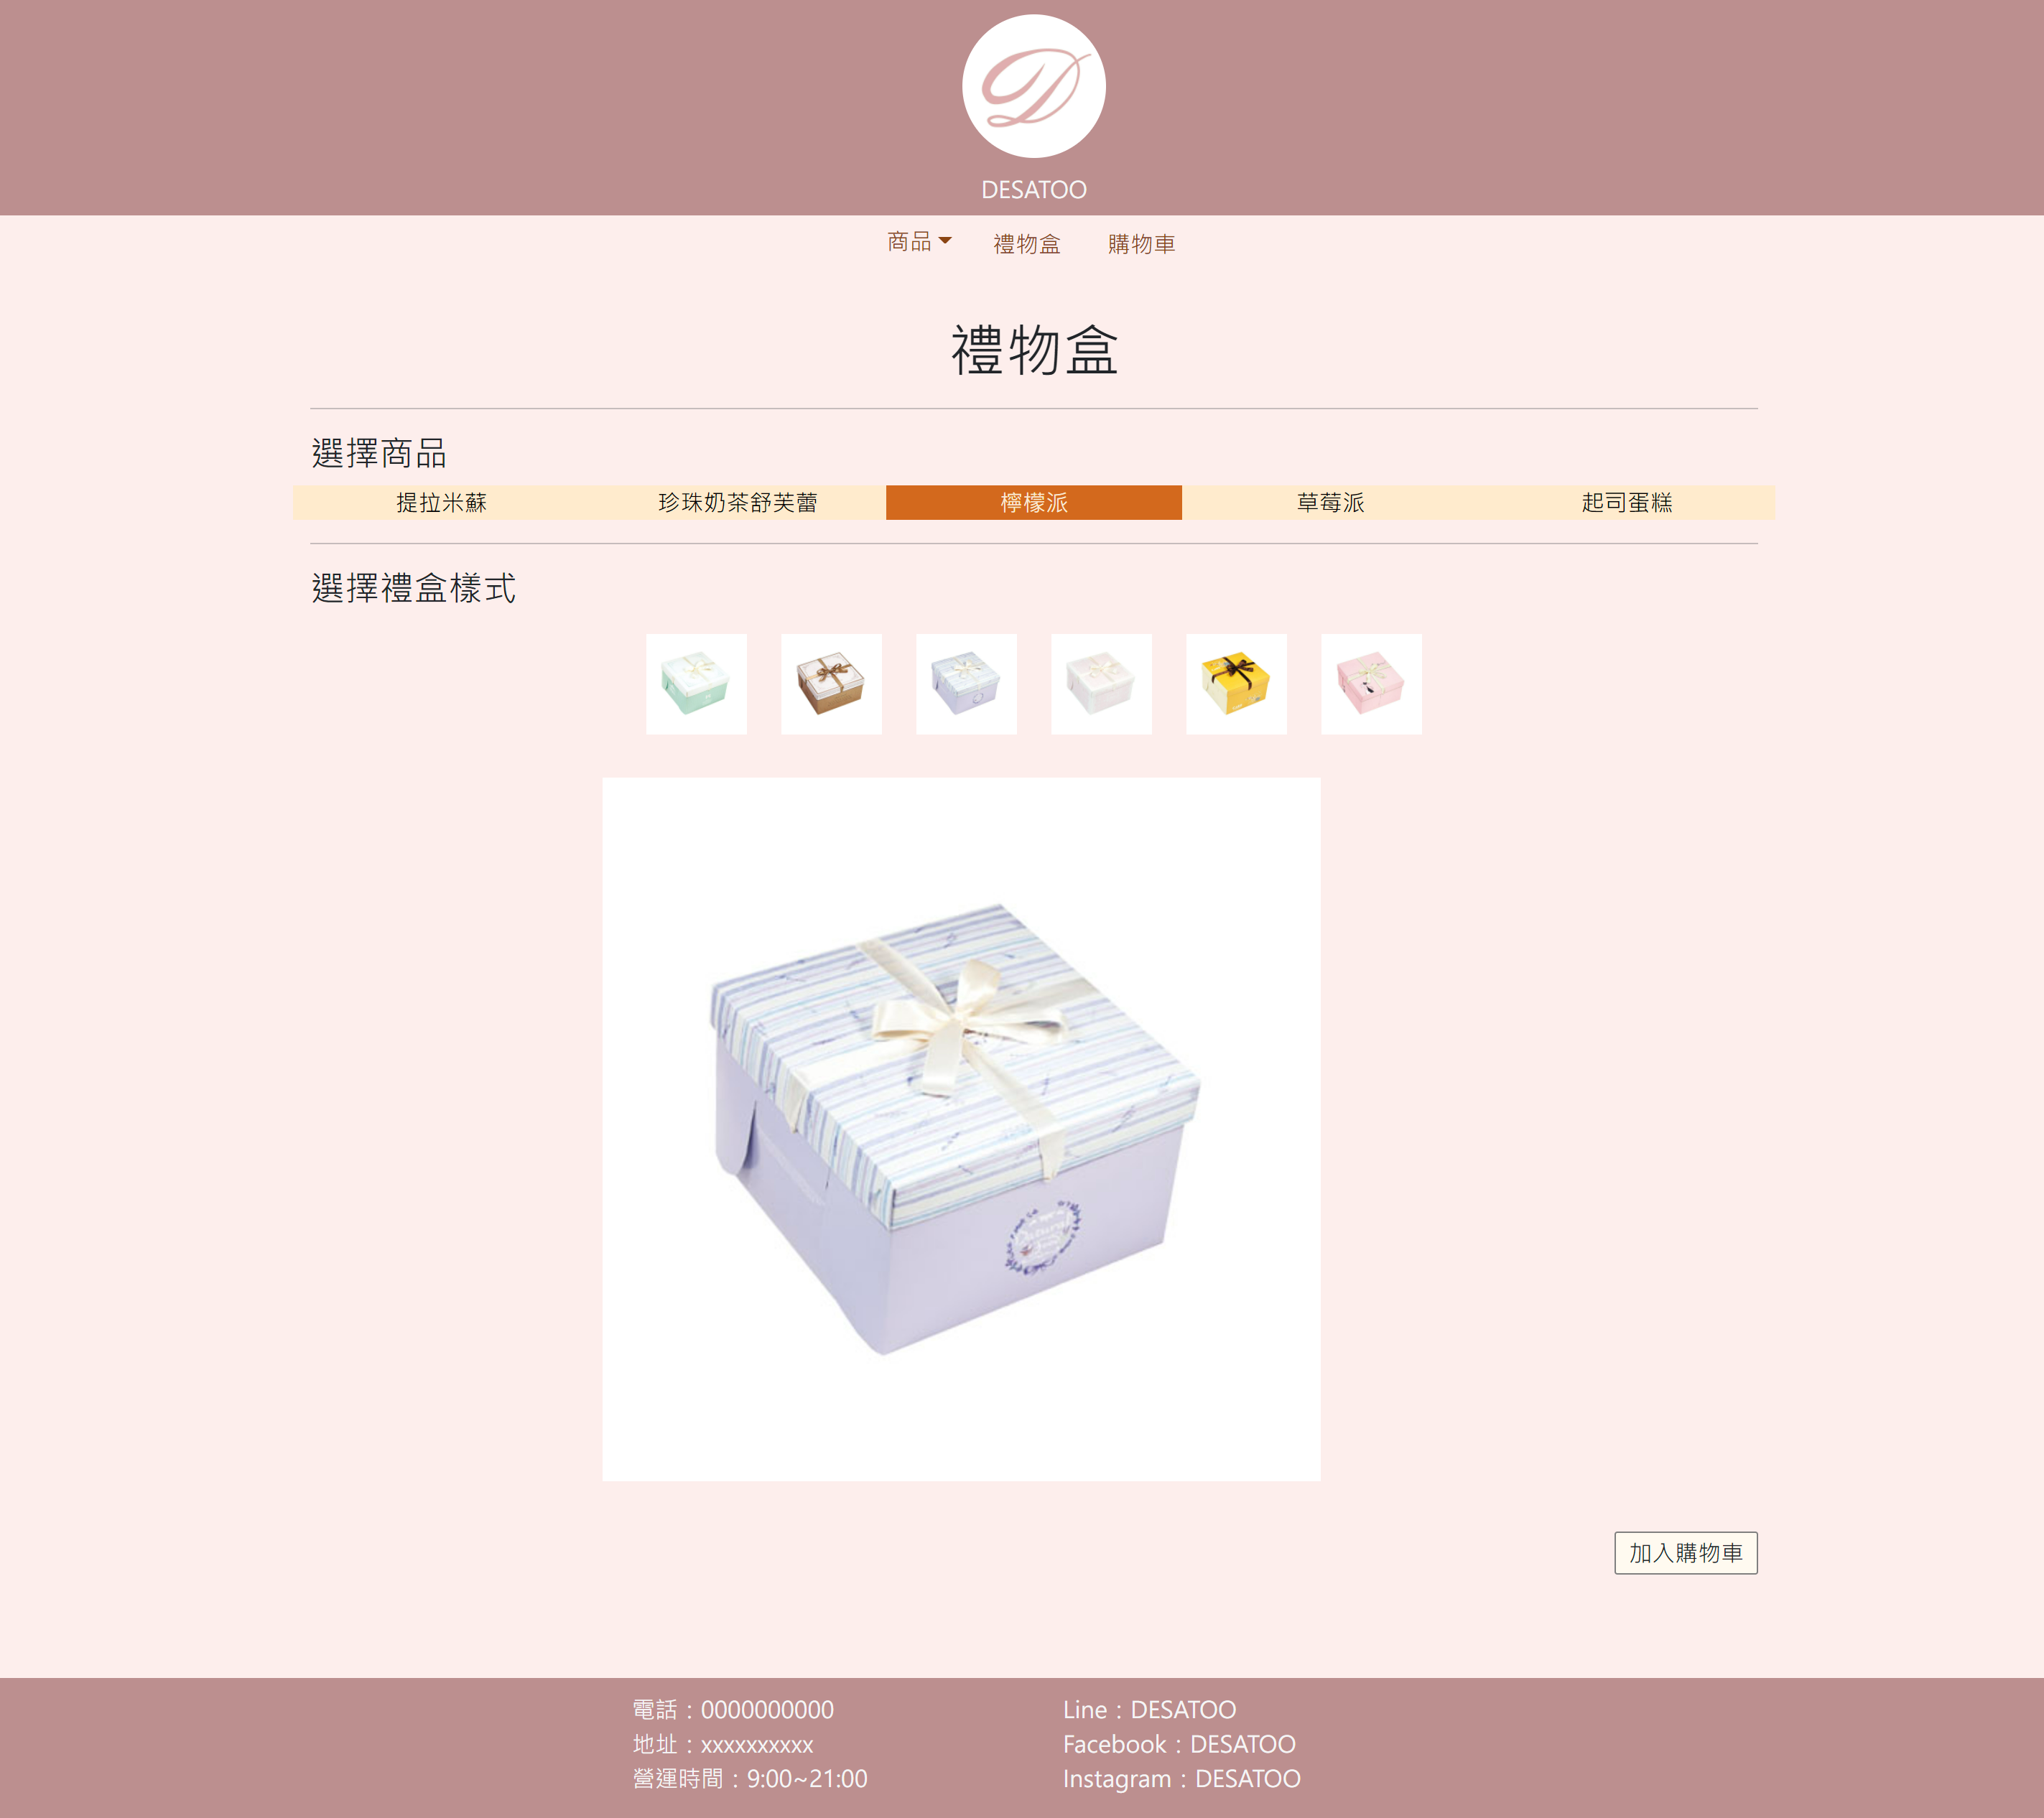 DESATOO
商品 禮物盒 購物車
禮物盒
選擇商品
提拉米蘇 珍珠奶茶舒芙蕾 檸檬派 草莓派 起司蛋糕
選擇禮盒樣式
加入購物車
電話：0000000000
地址：xxxxxxxxxx
營運時間：9:00~21:00
Line：DESATOO
Facebook：DESATOO
Instagram：DESATOO